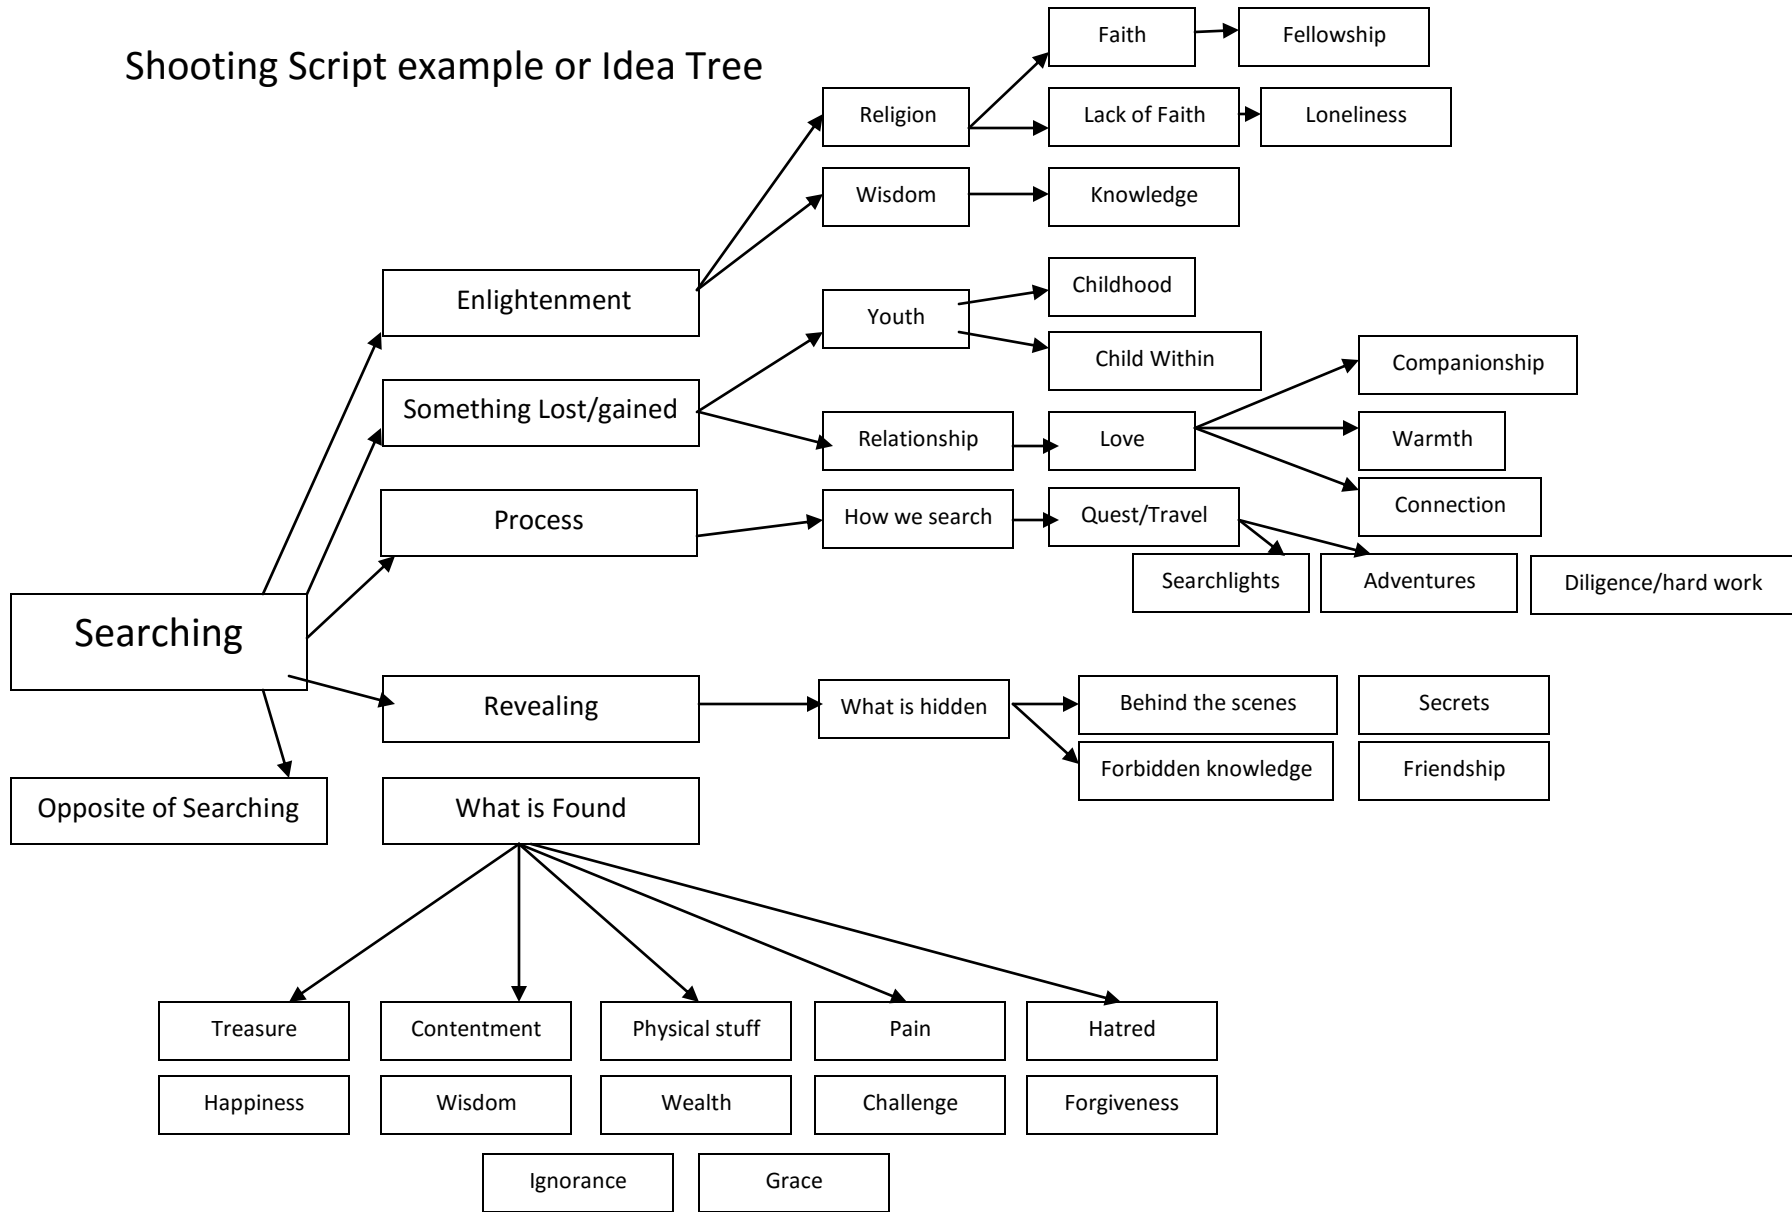 Shooting Script example or Idea Tree
Faith
Fellowship
Religion
Lack of Faith
Loneliness
Wisdom
Knowledge
Enlightenment
Childhood
Youth
Child Within
Companionship
Something Lost/gained
Relationship
Love
Warmth
Connection
Process
How we search
Quest/Travel
Searchlights
Adventures
Diligence/hard work
Searching
Revealing
What is hidden
Behind the scenes
Secrets
Forbidden knowledge
Friendship
Opposite of Searching
What is Found
Treasure
Contentment
Physical stuff
Pain
Hatred
Happiness
Wisdom
Wealth
Challenge
Forgiveness
Ignorance
Grace